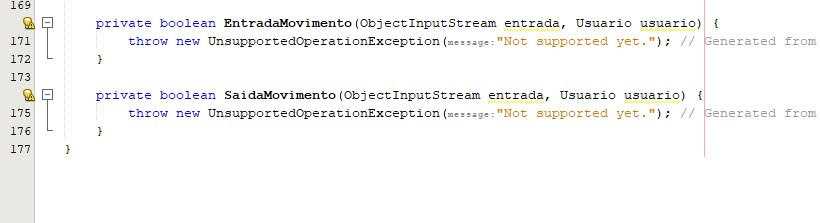 169
private boolean EntradaMovimento(ObjectInputStream entrada, Usuario usuario) {
171 throw new UnsupportedOperationException(message:"Not supported yet."); // Generated from
172 }
173
private boolean SaidaMovimento(ObjectInputStream entrada, Usuario usuario) {
175 throw new UnsupportedOperationException(message:"Not supported yet."); // Generated from
176 }
177 }